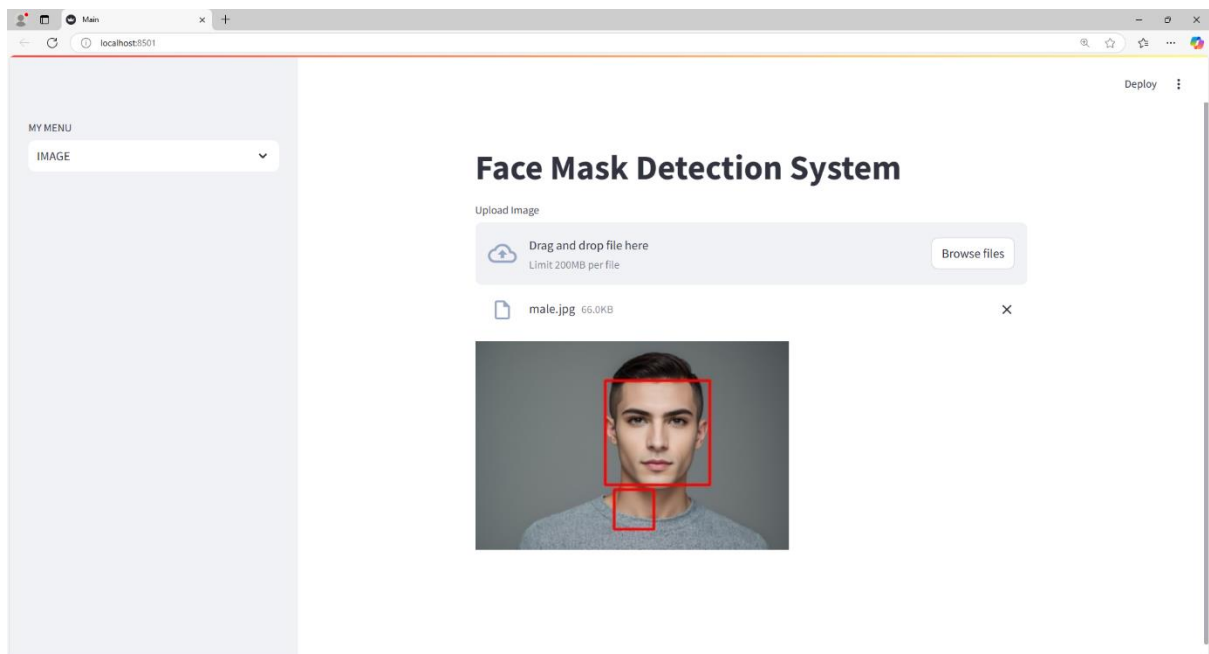 Main
localhost:8501
Deploy
MY MENU
IMAGE
Face Mask Detection System
Upload Image
Drag and drop file here
Limit 200MB per file
Browse files
male.jpg 66.0KB